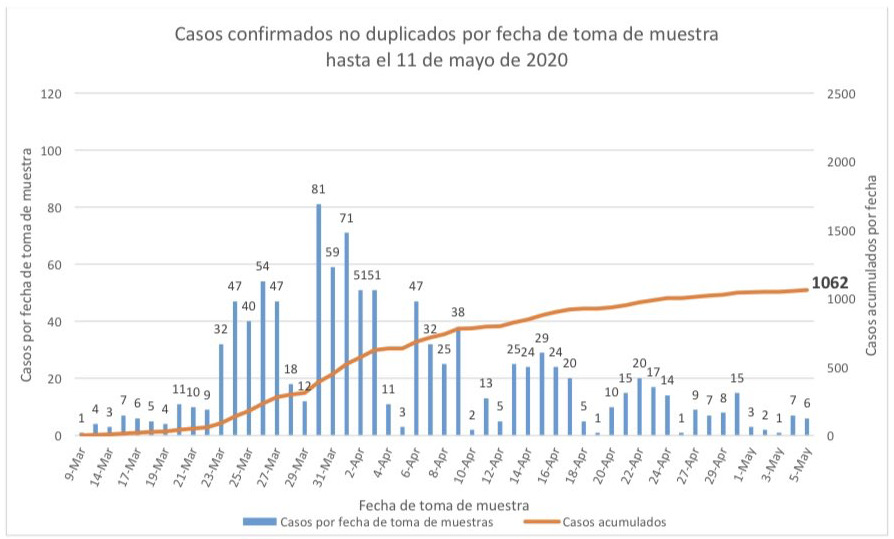 Casos confirmados no duplicados por fecha de toma de muestra
hasta el 11 de mayo de 2020
120
100
80
60
40
20
0
Casos por fecha de toma de muestra
2500
2000
1500
1000
500
0
Casos acumulados por fecha
1 4 3 7 6 5 4 11 10 9 32 47 40 54 47 18 12 81 59 71 51 51 11 3 47 32 25 38 2 13 5 25 24 29 24 20 5 1 10 15 20 17 14 1 9 7 8 15 3 2 1 7 6
1062
9-Mar 14-Mar 17-Mar 19-Mar 21-Mar 23-Mar 25-Mar 27-Mar 29-Mar 31-Mar 2-Apr 4-Apr 6-Apr 8-Apr 10-Apr 12-Apr 14-Apr 16-Apr 18-Apr 20-Apr 22-Apr 24-Apr 27-Apr 29-Apr 1-May 3-May 5-May
Fecha de toma de muestra
Casos por fecha de toma de muestras Casos acumulados